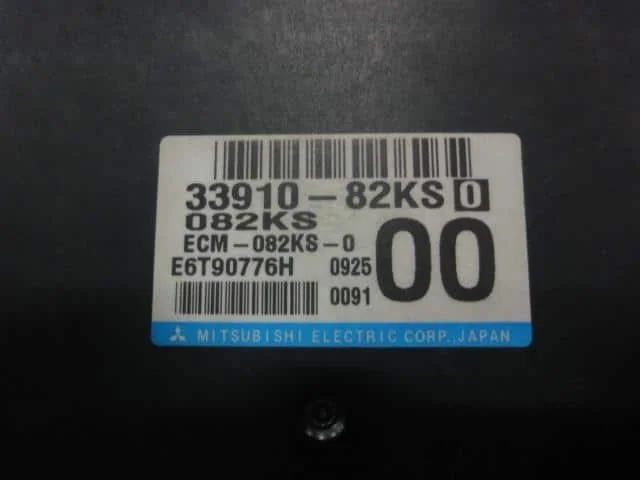 33910-82KS 0
082KS
ECM-082KS-0
00
E6T90776H 0925
0091
MITSUBISHI ELECTRIC CORP., JAPAN